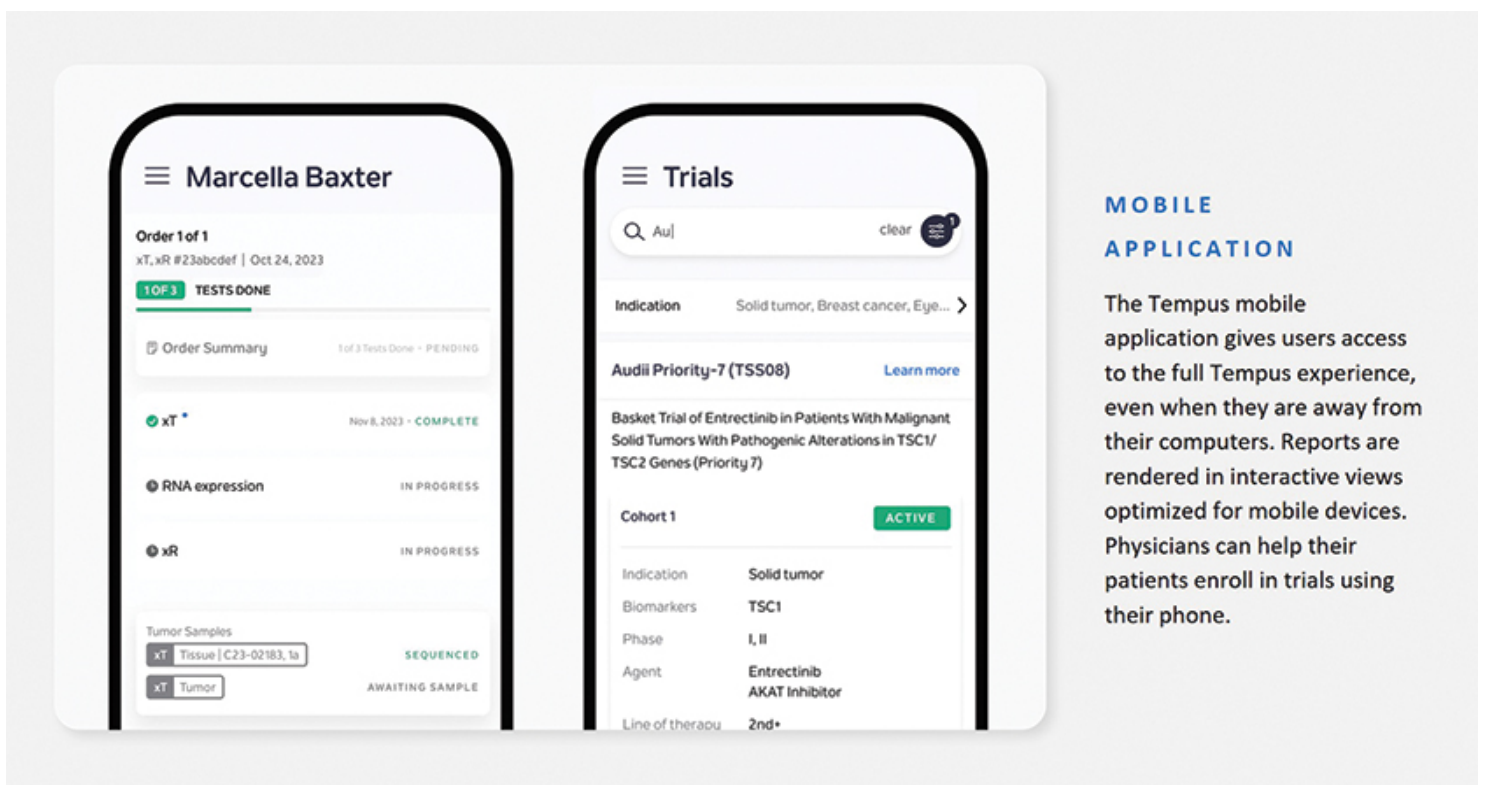 Marcella Baxter
Order 1 of 1
xT, xR #23abcdef | Oct 24, 2023
1 OF 3 TESTS DONE
Order Summary 1 of 3 Tests Done - PENDING
xT Nov 8, 2023 - COMPLETE
RNA expression IN PROGRESS
xR IN PROGRESS
Tumor Samples
xT Tissue | C23-02183, 1a SEQUENCED
xT Tumor AWAITING SAMPLE
Trials
Au| clear 1
Indication Solid tumor, Breast cancer, Eye...
Audii Priority-7 (TSS08) Learn more
Basket Trial of Entrectinib in Patients With Malignant
Solid Tumors With Pathogenic Alterations in TSC1/
TSC2 Genes (Priority 7)
Cohort 1 ACTIVE
Indication Solid tumor
Biomarkers TSC1
Phase I, II
Agent Entrectinib
AKAT Inhibitor
Line of therapy 2nd+
MOBILE
APPLICATION
The Tempus mobile
application gives users access
to the full Tempus experience,
even when they are away from
their computers. Reports are
rendered in interactive views
optimized for mobile devices.
Physicians can help their
patients enroll in trials using
their phone.